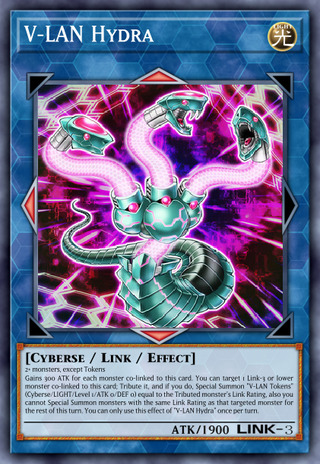 V-LAN Hydra
LIGHT
光
[Cyberse / Link / Effect]
2+ monsters, except Tokens
Gains 300 ATK for each monster co-linked to this card. You can target 1 Link-3 or lower
monster co-linked to this card; Tribute it, and if you do, Special Summon "V-LAN Tokens"
(Cyberse/LIGHT/Level 1/ATK 0/DEF 0) equal to the Tributed monster's Link Rating, also you
cannot Special Summon monsters with the same Link Rating as that targeted monster for
the rest of this turn. You can only use this effect of "V-LAN Hydra" once per turn.
ATK/1900 LINK-3